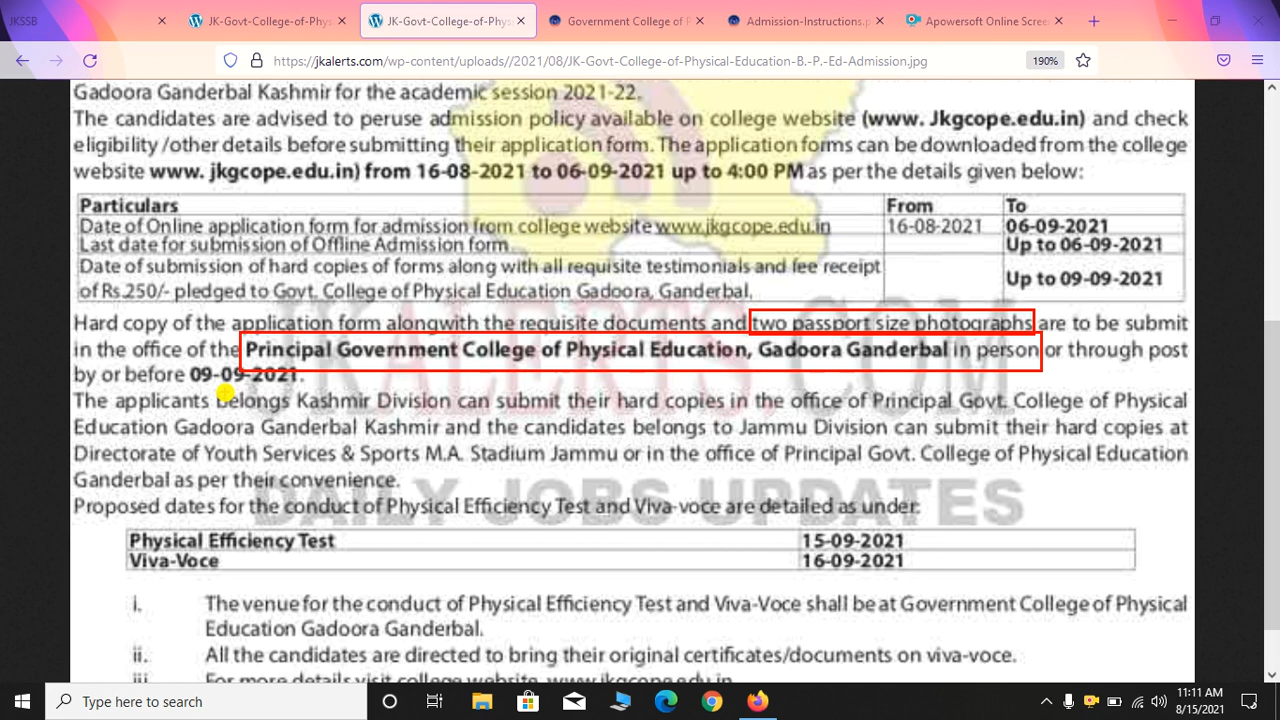 JKSSB
JK-Govt-College-of-Phys
JK-Govt-College-of-Phys
Government College of P
Admission-Instructions.p
Apowersoft Online Scree
https://jkalerts.com/wp-content/uploads//2021/08/JK-Govt-College-of-Physical-Education-B.-P.-Ed-Admission.jpg
190%
Gadoora Ganderbal Kashmir for the academic session 2021-22.
The candidates are advised to peruse admission policy available on college website (www. Jkgcope.edu.in) and check
eligibility /other details before submitting their application form. The application forms can be downloaded from the college
website www. jkgcope.edu.in) from 16-08-2021 to 06-09-2021 up to 4:00 PM as per the details given below:
Particulars From To
Date of Online application form for admission from college website www.jkgcope.edu.in 16-08-2021 06-09-2021
Last date for submission of Offline Admission form. Up to 06-09-2021
Date of submission of hard copies of forms along with all requisite testimonials and fee receipt
of Rs.250/- pledged to Govt. College of Physical Education Gadoora, Ganderbal, Up to 09-09-2021
Hard copy of the application form alongwith the requisite documents and two passport size photographs are to be submit
in the office of the Principal Government College of Physical Education, Gadoora Ganderbal in person or through post
by or before 09-09-2021.
JKALERTS.COM
The applicants belongs Kashmir Division can submit their hard copies in the office of Principal Govt. College of Physical
Education Gadoora Ganderbal Kashmir and the candidates belongs to Jammu Division can submit their hard copies at
Directorate of Youth Services & Sports M.A. Stadium Jammu or in the office of Principal Govt. College of Physical Education
Ganderbal as per their convenience.
DAILY JOBS UPDATES
Proposed dates for the conduct of Physical Efficiency Test and Viva-voce are detailed as under:
Physical Efficiency Test 15-09-2021
Viva-Voce 16-09-2021
i. The venue for the conduct of Physical Efficiency Test and Viva-Voce shall be at Government College of Physical
Education Gadoora Ganderbal.
ii. All the candidates are directed to bring their original certificates/documents on viva-voce.
iii. For more details visit college website. www.jkgcope.edu.in
Type here to search
11:11 AM
8/15/2021